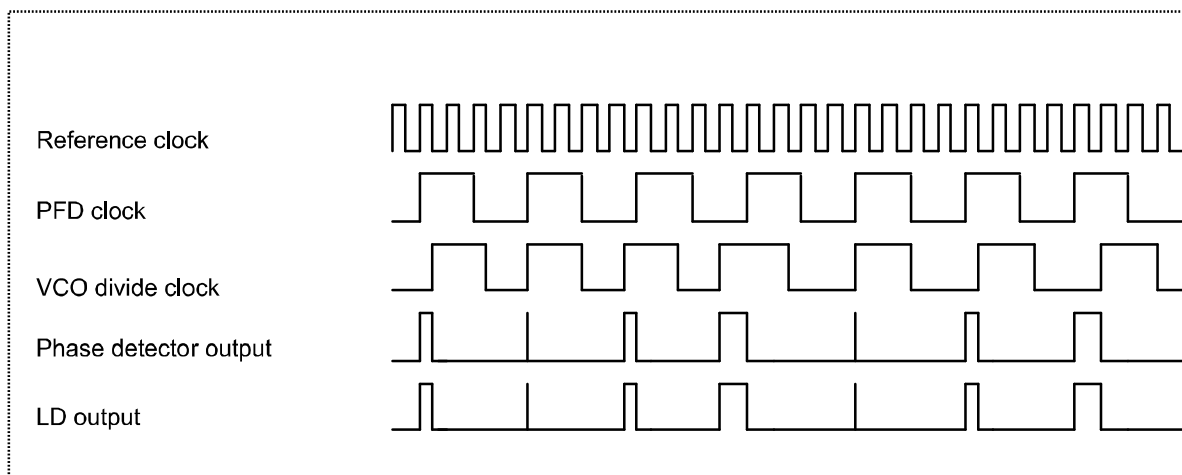 Reference clock
PFD clock
VCO divide clock
Phase detector output
LD output